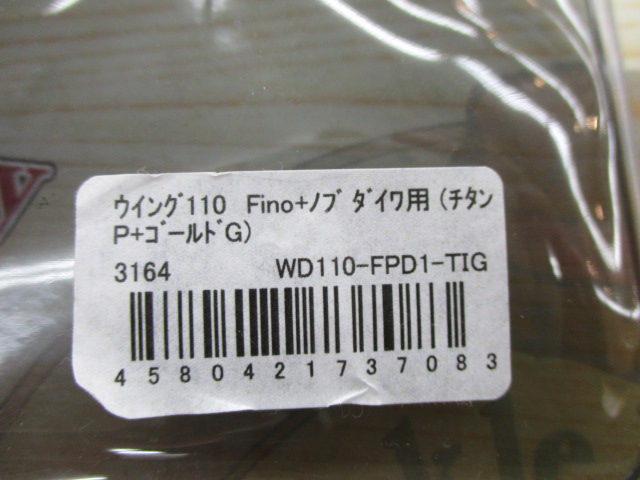 ｳｲﾝｸﾞ110 Fino+ﾉﾌﾞ ﾀﾞｲﾜ用 (ﾁﾀﾝ
P+ｺﾞｰﾙﾄﾞG)
3164 WD110-FPD1-TIG
4580421737083